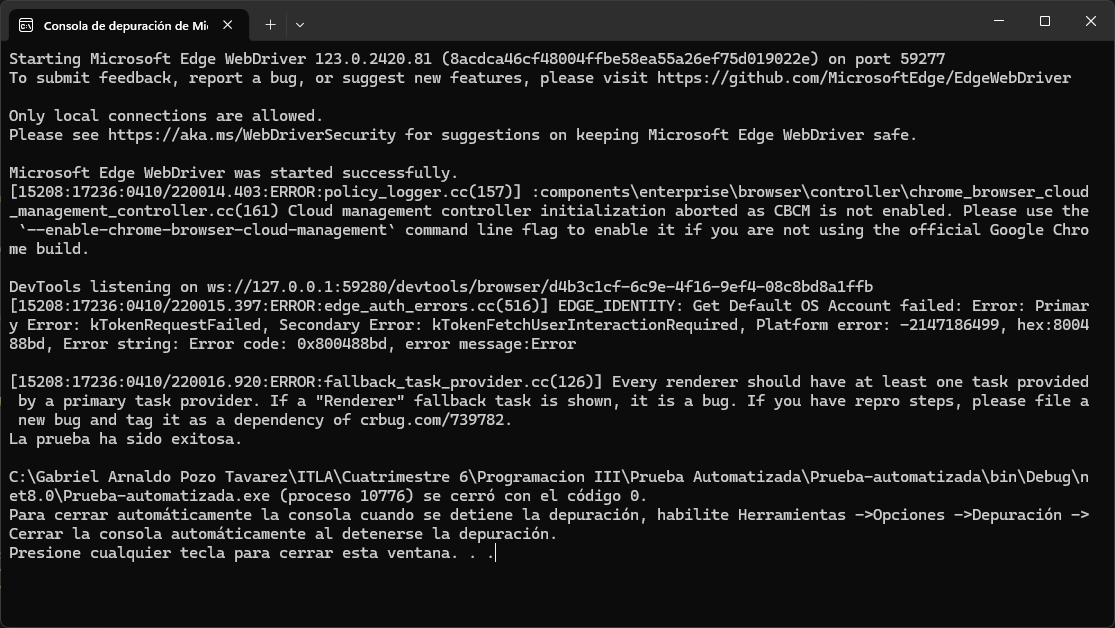 Consola de depuración de Mi
Starting Microsoft Edge WebDriver 123.0.2420.81 (8acdca46cf48004ffbe58ea55a26ef75d019022e) on port 59277
To submit feedback, report a bug, or suggest new features, please visit https://github.com/MicrosoftEdge/EdgeWebDriver
Only local connections are allowed.
Please see https://aka.ms/WebDriverSecurity for suggestions on keeping Microsoft Edge WebDriver safe.
Microsoft Edge WebDriver was started successfully.
[15208:17236:0410/220014.403:ERROR:policy_logger.cc(157)] :components\enterprise\browser\controller\chrome_browser_cloud
_management_controller.cc(161) Cloud management controller initialization aborted as CBCM is not enabled. Please use the
`--enable-chrome-browser-cloud-management` command line flag to enable it if you are not using the official Google Chro
me build.
DevTools listening on ws://127.0.0.1:59280/devtools/browser/d4b3c1cf-6c9e-4f16-9ef4-08c8bd8a1ffb
[15208:17236:0410/220015.397:ERROR:edge_auth_errors.cc(516)] EDGE_IDENTITY: Get Default OS Account failed: Error: Primar
y Error: kTokenRequestFailed, Secondary Error: kTokenFetchUserInteractionRequired, Platform error: -2147186499, hex:8004
88bd, Error string: Error code: 0x800488bd, error message:Error
[15208:17236:0410/220016.920:ERROR:fallback_task_provider.cc(126)] Every renderer should have at least one task provided
by a primary task provider. If a "Renderer" fallback task is shown, it is a bug. If you have repro steps, please file a
new bug and tag it as a dependency of crbug.com/739782.
La prueba ha sido exitosa.
C:\Gabriel Arnaldo Pozo Tavarez\ITLA\Cuatrimestre 6\Programacion III\Prueba Automatizada\Prueba-automatizada\bin\Debug\n
et8.0\Prueba-automatizada.exe (proceso 10776) se cerró con el código 0.
Para cerrar automáticamente la consola cuando se detiene la depuración, habilite Herramientas ->Opciones ->Depuración ->
Cerrar la consola automáticamente al detenerse la depuración.
Presione cualquier tecla para cerrar esta ventana. . .